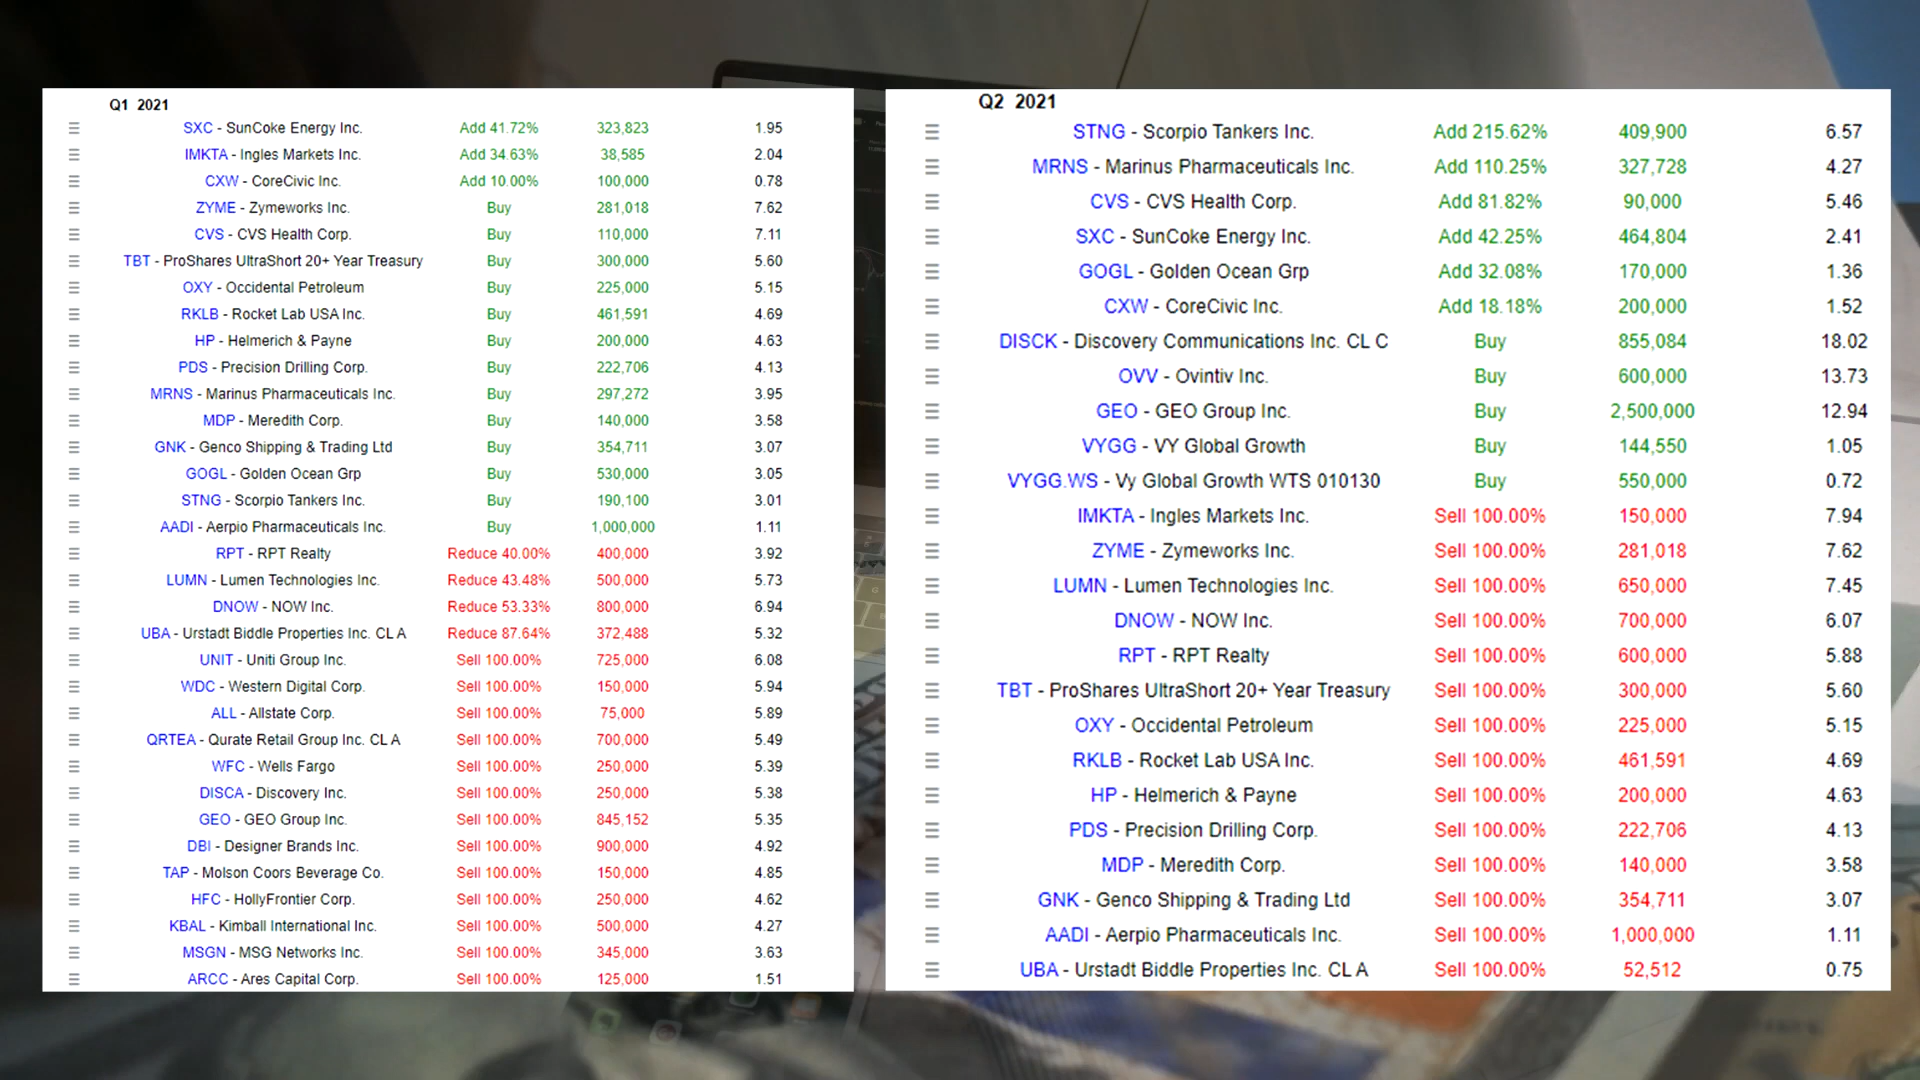 Q1 2021
SXC - SunCoke Energy Inc. Add 41.72% 323,823 1.95
IMKTA - Ingles Markets Inc. Add 34.63% 38,585 2.04
CXW - CoreCivic Inc. Add 10.00% 100,000 0.78
ZYME - Zymeworks Inc. Buy 281,018 7.62
CVS - CVS Health Corp. Buy 110,000 7.11
TBT - ProShares UltraShort 20+ Year Treasury Buy 300,000 5.60
OXY - Occidental Petroleum Buy 225,000 5.15
RKLB - Rocket Lab USA Inc. Buy 461,591 4.69
HP - Helmerich & Payne Buy 200,000 4.63
PDS - Precision Drilling Corp. Buy 222,706 4.13
MRNS - Marinus Pharmaceuticals Inc. Buy 297,272 3.95
MDP - Meredith Corp. Buy 140,000 3.58
GNK - Genco Shipping & Trading Ltd Buy 354,711 3.07
GOGL - Golden Ocean Grp Buy 530,000 3.05
STNG - Scorpio Tankers Inc. Buy 190,100 3.01
AADI - Aerpio Pharmaceuticals Inc. Buy 1,000,000 1.11
RPT - RPT Realty Reduce 40.00% 400,000 3.92
LUMN - Lumen Technologies Inc. Reduce 43.48% 500,000 5.73
DNOW - NOW Inc. Reduce 53.33% 800,000 6.94
UBA - Urstadt Biddle Properties Inc. CL A Reduce 87.64% 372,488 5.32
UNIT - Uniti Group Inc. Sell 100.00% 725,000 6.08
WDC - Western Digital Corp. Sell 100.00% 150,000 5.94
ALL - Allstate Corp. Sell 100.00% 75,000 5.89
QRTEA - Qurate Retail Group Inc. CL A Sell 100.00% 700,000 5.49
WFC - Wells Fargo Sell 100.00% 250,000 5.39
DISCA - Discovery Inc. Sell 100.00% 250,000 5.38
GEO - GEO Group Inc. Sell 100.00% 845,152 5.35
DBI - Designer Brands Inc. Sell 100.00% 900,000 4.92
TAP - Molson Coors Beverage Co. Sell 100.00% 150,000 4.85
HFC - HollyFrontier Corp. Sell 100.00% 250,000 4.62
KBAL - Kimball International Inc. Sell 100.00% 500,000 4.27
MSGN - MSG Networks Inc. Sell 100.00% 345,000 3.63
ARCC - Ares Capital Corp. Sell 100.00% 125,000 1.51
Q2 2021
STNG - Scorpio Tankers Inc. Add 215.62% 409,900 6.57
MRNS - Marinus Pharmaceuticals Inc. Add 110.25% 327,728 4.27
CVS - CVS Health Corp. Add 81.82% 90,000 5.46
SXC - SunCoke Energy Inc. Add 42.25% 464,804 2.41
GOGL - Golden Ocean Grp Add 32.08% 170,000 1.36
CXW - CoreCivic Inc. Add 18.18% 200,000 1.52
DISCK - Discovery Communications Inc. CL C Buy 855,084 18.02
OVV - Ovintiv Inc. Buy 600,000 13.73
GEO - GEO Group Inc. Buy 2,500,000 12.94
VYGG - VY Global Growth Buy 144,550 1.05
VYGG.WS - Vy Global Growth WTS 010130 Buy 550,000 0.72
IMKTA - Ingles Markets Inc. Sell 100.00% 150,000 7.94
ZYME - Zymeworks Inc. Sell 100.00% 281,018 7.62
LUMN - Lumen Technologies Inc. Sell 100.00% 650,000 7.45
DNOW - NOW Inc. Sell 100.00% 700,000 6.07
RPT - RPT Realty Sell 100.00% 600,000 5.88
TBT - ProShares UltraShort 20+ Year Treasury Sell 100.00% 300,000 5.60
OXY - Occidental Petroleum Sell 100.00% 225,000 5.15
RKLB - Rocket Lab USA Inc. Sell 100.00% 461,591 4.69
HP - Helmerich & Payne Sell 100.00% 200,000 4.63
PDS - Precision Drilling Corp. Sell 100.00% 222,706 4.13
MDP - Meredith Corp. Sell 100.00% 140,000 3.58
GNK - Genco Shipping & Trading Ltd Sell 100.00% 354,711 3.07
AADI - Aerpio Pharmaceuticals Inc. Sell 100.00% 1,000,000 1.11
UBA - Urstadt Biddle Properties Inc. CL A Sell 100.00% 52,512 0.75